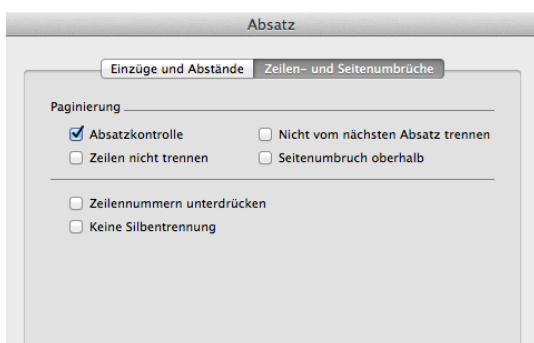 Absatz
Einzüge und Abstände Zeilen- und Seitenumbrüche
Paginierung
Absatzkontrolle Nicht vom nächsten Absatz trennen
Zeilen nicht trennen Seitenumbruch oberhalb
Zeilennummern unterdrücken
Keine Silbentrennung